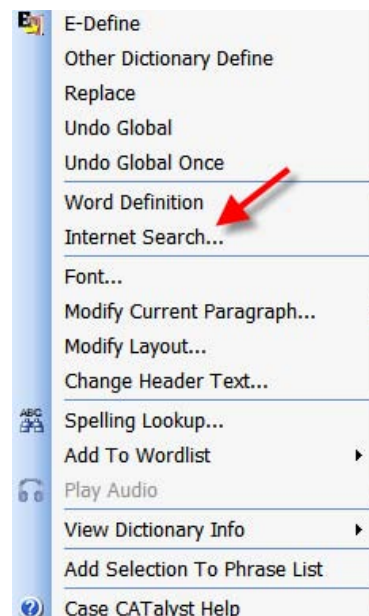 E-Define
Other Dictionary Define
Replace
Undo Global
Undo Global Once
Word Definition
Internet Search...
Font...
Modify Current Paragraph...
Modify Layout...
Change Header Text...
ABC
Spelling Lookup...
Add To Wordlist
Play Audio
View Dictionary Info
Add Selection To Phrase List
Case CATalyst Help